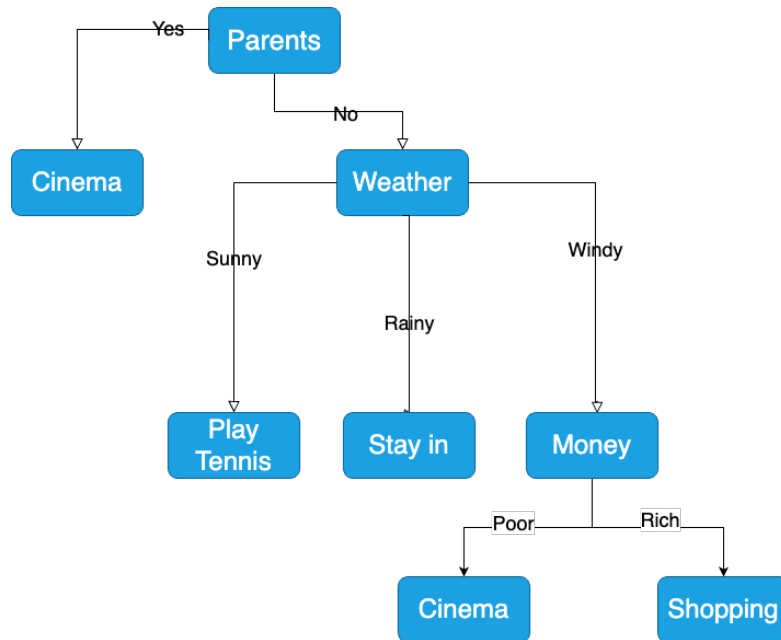 Yes
Parents
No
Cinema
Weather
Sunny
Windy
Rainy
Play
Tennis
Stay in
Money
Poor
Rich
Cinema
Shopping